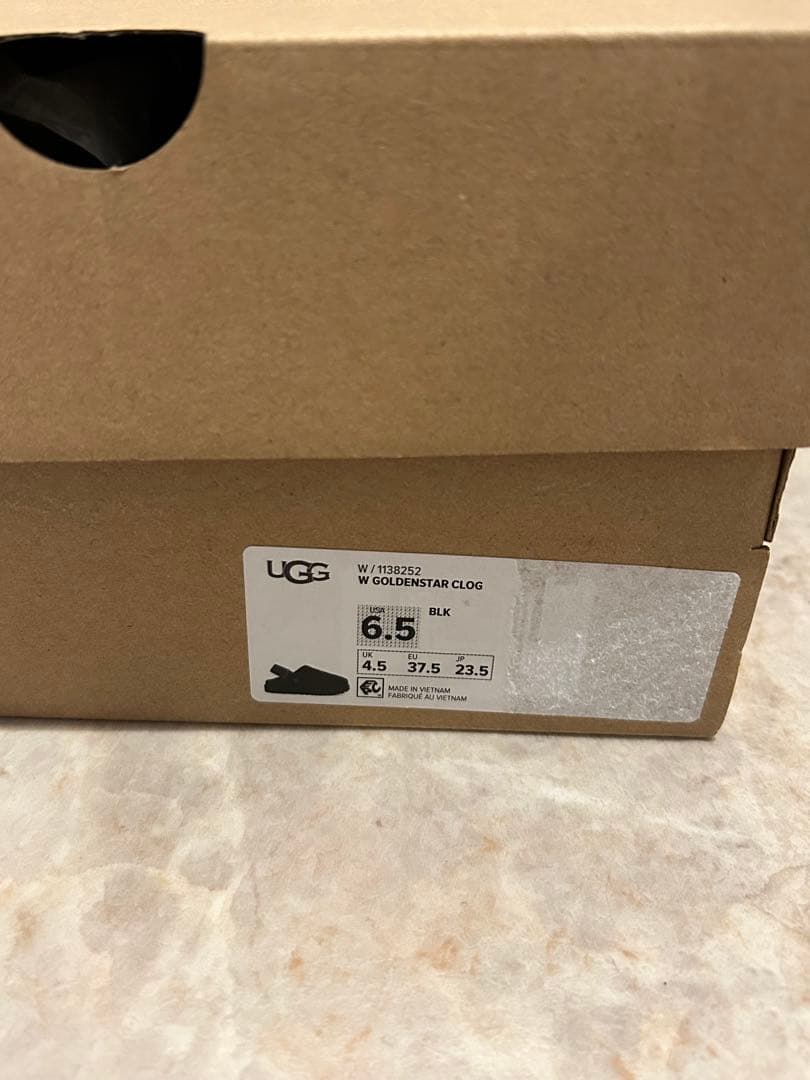 UGG
W / 1138252
W GOLDENSTAR CLOG
USA
BLK
6.5
UK EU JP
4.5 37.5 23.5
MADE IN VIETNAM
FABRIQUÉ AU VIETNAM